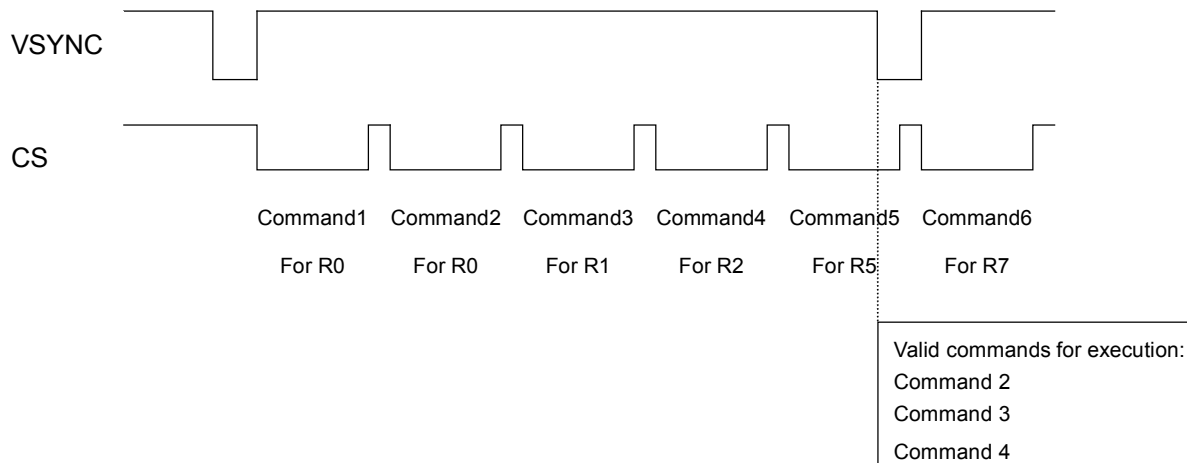 VSYNC
CS
Command1 Command2 Command3 Command4 Command5 Command6
For R0 For R0 For R1 For R2 For R5 For R7
Valid commands for execution:
Command 2
Command 3
Command 4